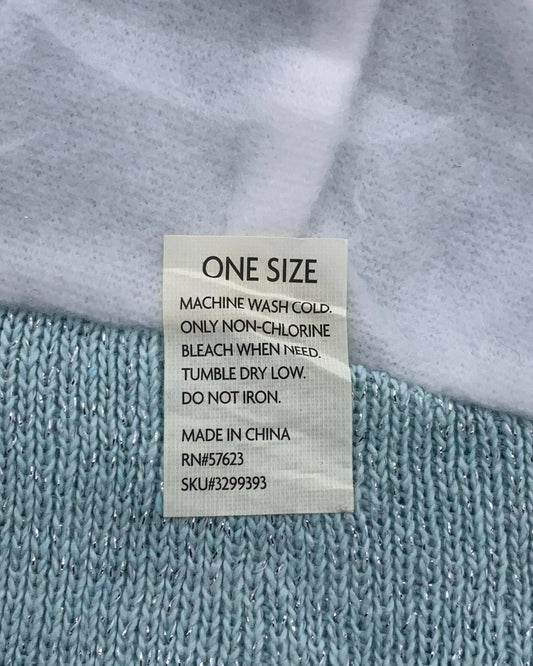 ONE SIZE
MACHINE WASH COLD.
ONLY NON-CHLORINE
BLEACH WHEN NEED.
TUMBLE DRY LOW.
DO NOT IRON.
MADE IN CHINA
RN#57623
SKU#3299393